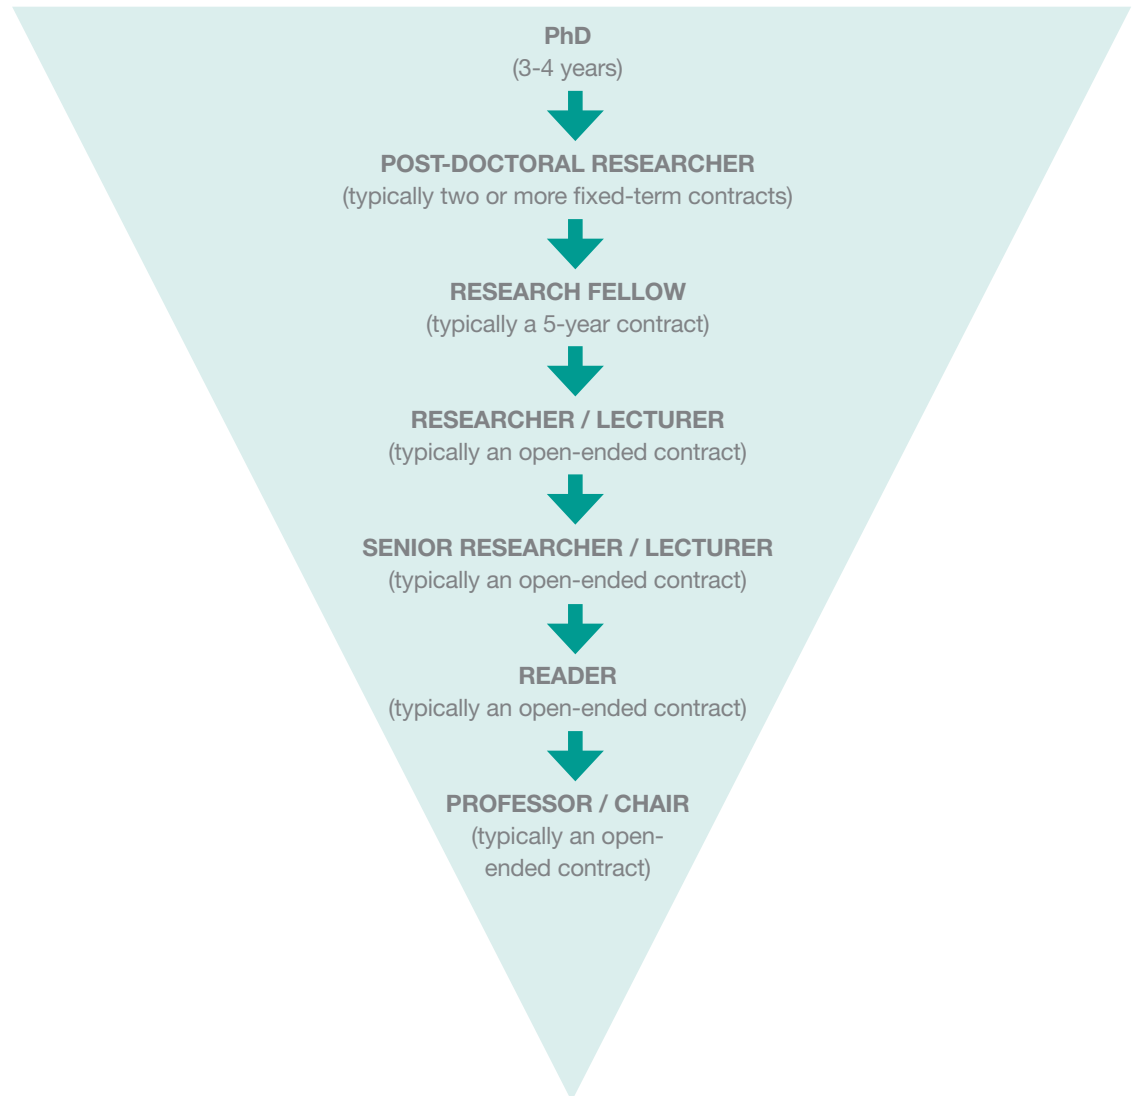 PhD
(3-4 years)
POST-DOCTORAL RESEARCHER
(typically two or more fixed-term contracts)
RESEARCH FELLOW
(typically a 5-year contract)
RESEARCHER / LECTURER
(typically an open-ended contract)
SENIOR RESEARCHER / LECTURER
(typically an open-ended contract)
READER
(typically an open-ended contract)
PROFESSOR / CHAIR
(typically an open-
ended contract)